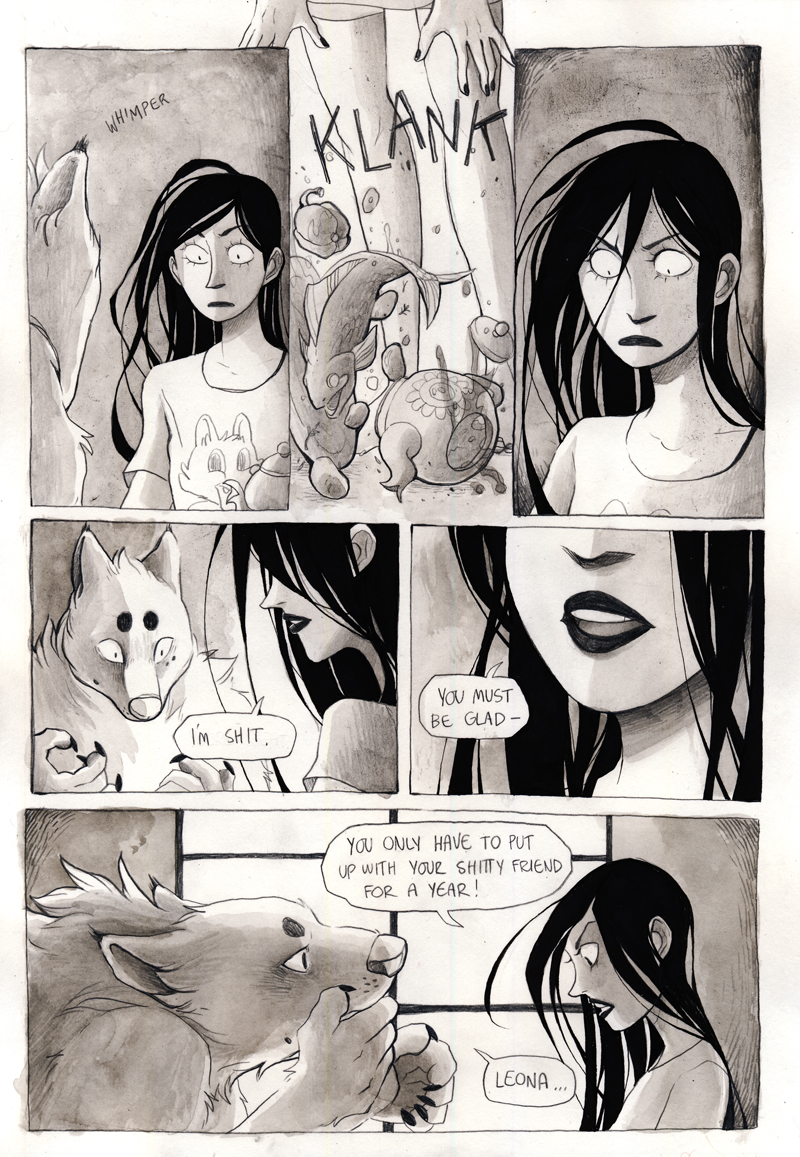 WHIMPER
KLANK
I'M SHIT.
YOU MUST
BE GLAD –
YOU ONLY HAVE TO PUT
UP WITH YOUR SHITTY FRIEND
FOR A YEAR!
LEONA...